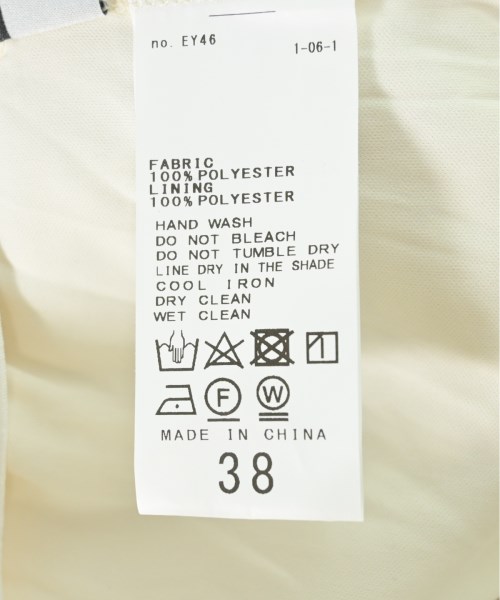 no. EY46
1-06-1
FABRIC
100% POLYESTER
LINING
100% POLYESTER
HAND WASH
DO NOT BLEACH
DO NOT TUMBLE DRY
LINE DRY IN THE SHADE
COOL IRON
DRY CLEAN
WET CLEAN
F W
MADE IN CHINA
38